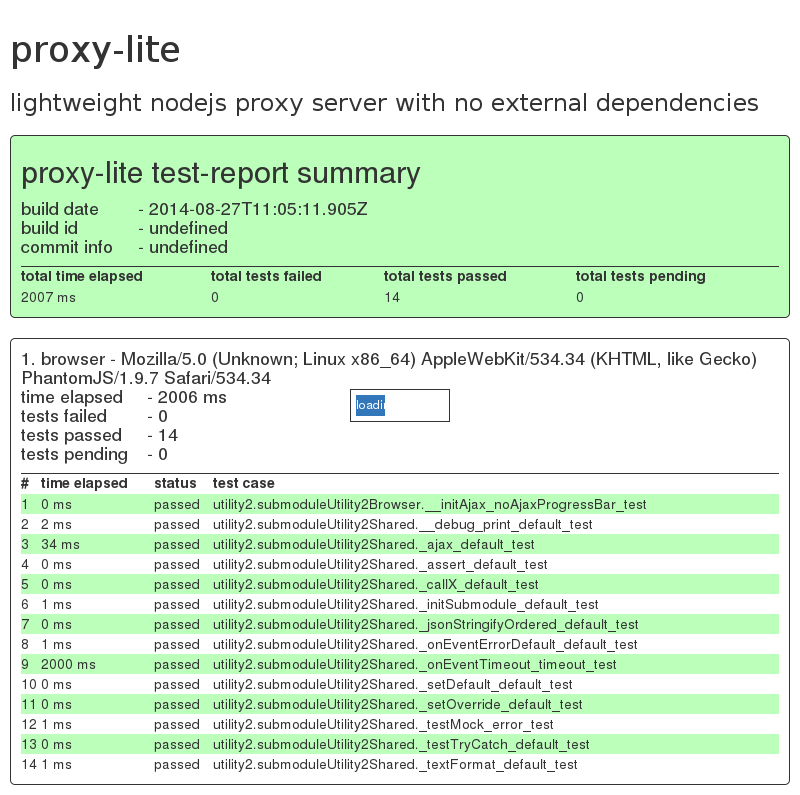 proxy-lite
lightweight nodejs proxy server with no external dependencies
proxy-lite test-report summary
build date - 2014-08-27T11:05:11.905Z
build id - undefined
commit info - undefined
total time elapsed total tests failed total tests passed total tests pending
2007 ms 0 14 0
1. browser - Mozilla/5.0 (Unknown; Linux x86_64) AppleWebKit/534.34 (KHTML, like Gecko)
PhantomJS/1.9.7 Safari/534.34
time elapsed - 2006 ms
loadi
tests failed - 0
tests passed - 14
tests pending - 0
# time elapsed status test case
1 0 ms passed utility2.submoduleUtility2Browser.__initAjax_noAjaxProgressBar_test
2 2 ms passed utility2.submoduleUtility2Shared.__debug_print_default_test
3 34 ms passed utility2.submoduleUtility2Shared._ajax_default_test
4 0 ms passed utility2.submoduleUtility2Shared._assert_default_test
5 0 ms passed utility2.submoduleUtility2Shared._callX_default_test
6 1 ms passed utility2.submoduleUtility2Shared._initSubmodule_default_test
7 0 ms passed utility2.submoduleUtility2Shared._jsonStringifyOrdered_default_test
8 1 ms passed utility2.submoduleUtility2Shared._onEventErrorDefault_default_test
9 2000 ms passed utility2.submoduleUtility2Shared._onEventTimeout_timeout_test
10 0 ms passed utility2.submoduleUtility2Shared._setDefault_default_test
11 0 ms passed utility2.submoduleUtility2Shared._setOverride_default_test
12 1 ms passed utility2.submoduleUtility2Shared._testMock_error_test
13 0 ms passed utility2.submoduleUtility2Shared._testTryCatch_default_test
14 1 ms passed utility2.submoduleUtility2Shared._textFormat_default_test